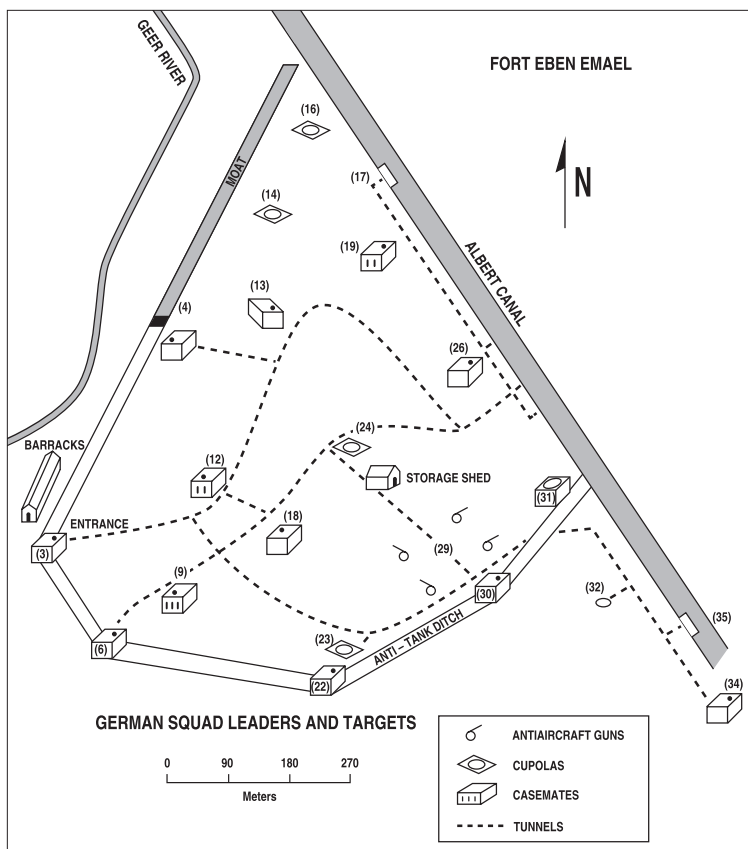 FORT EBEN EMAEL
GEER RIVER
(16)
MOAT
(17)
N
(14)
(19)
ALBERT CANAL
(13)
(4)
(26)
(24)
BARRACKS
(12)
STORAGE SHED
(31)
ENTRANCE
(18)
(3)
(29)
(9)
(30)
(32)
(35)
(6)
(23)
ANTI – TANK DITCH
(22)
(34)
GERMAN SQUAD LEADERS AND TARGETS
0 90 180 270
Meters
ANTIAIRCRAFT GUNS
CUPOLAS
CASEMATES
TUNNELS